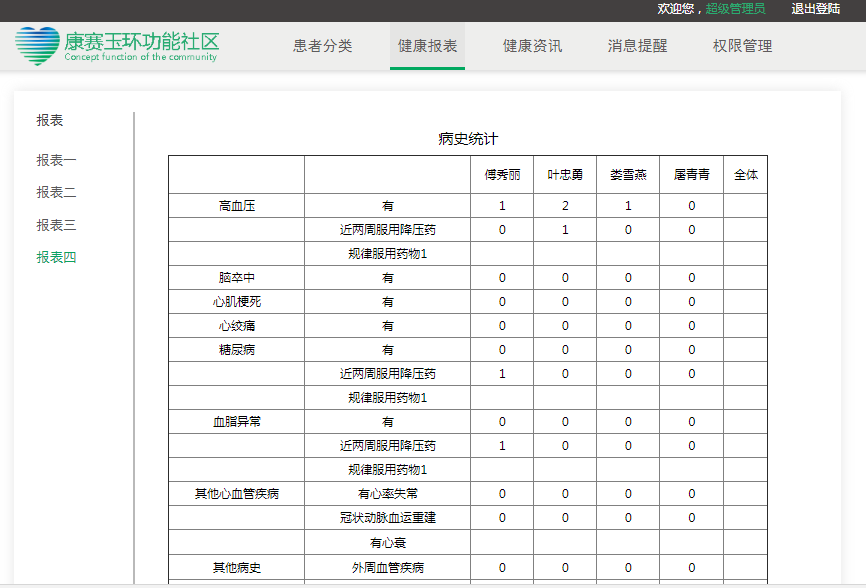 欢迎您，超级管理员 退出登陆
康赛玉环功能社区
Concept function of the community
患者分类 健康报表 健康资讯 消息提醒 权限管理
报表
报表一
报表二
报表三
报表四
病史统计
傅秀丽 叶忠勇 娄雪燕 屠青青 全体
高血压 有 1 2 1 0
近两周服用降压药 0 1 0 0
规律服用药物1
脑卒中 有 0 0 0 0
心肌梗死 有 0 0 0 0
心绞痛 有 0 0 0 0
糖尿病 有 0 0 0 0
近两周服用降压药 1 0 0 0
规律服用药物1
血脂异常 有 0 0 0 0
近两周服用降压药 1 0 0 0
规律服用药物1
其他心血管疾病 有心率失常 0 0 0 0
冠状动脉血运重建 0 0 0 0
有心衰
其他病史 外周血管疾病 0 0 0 0